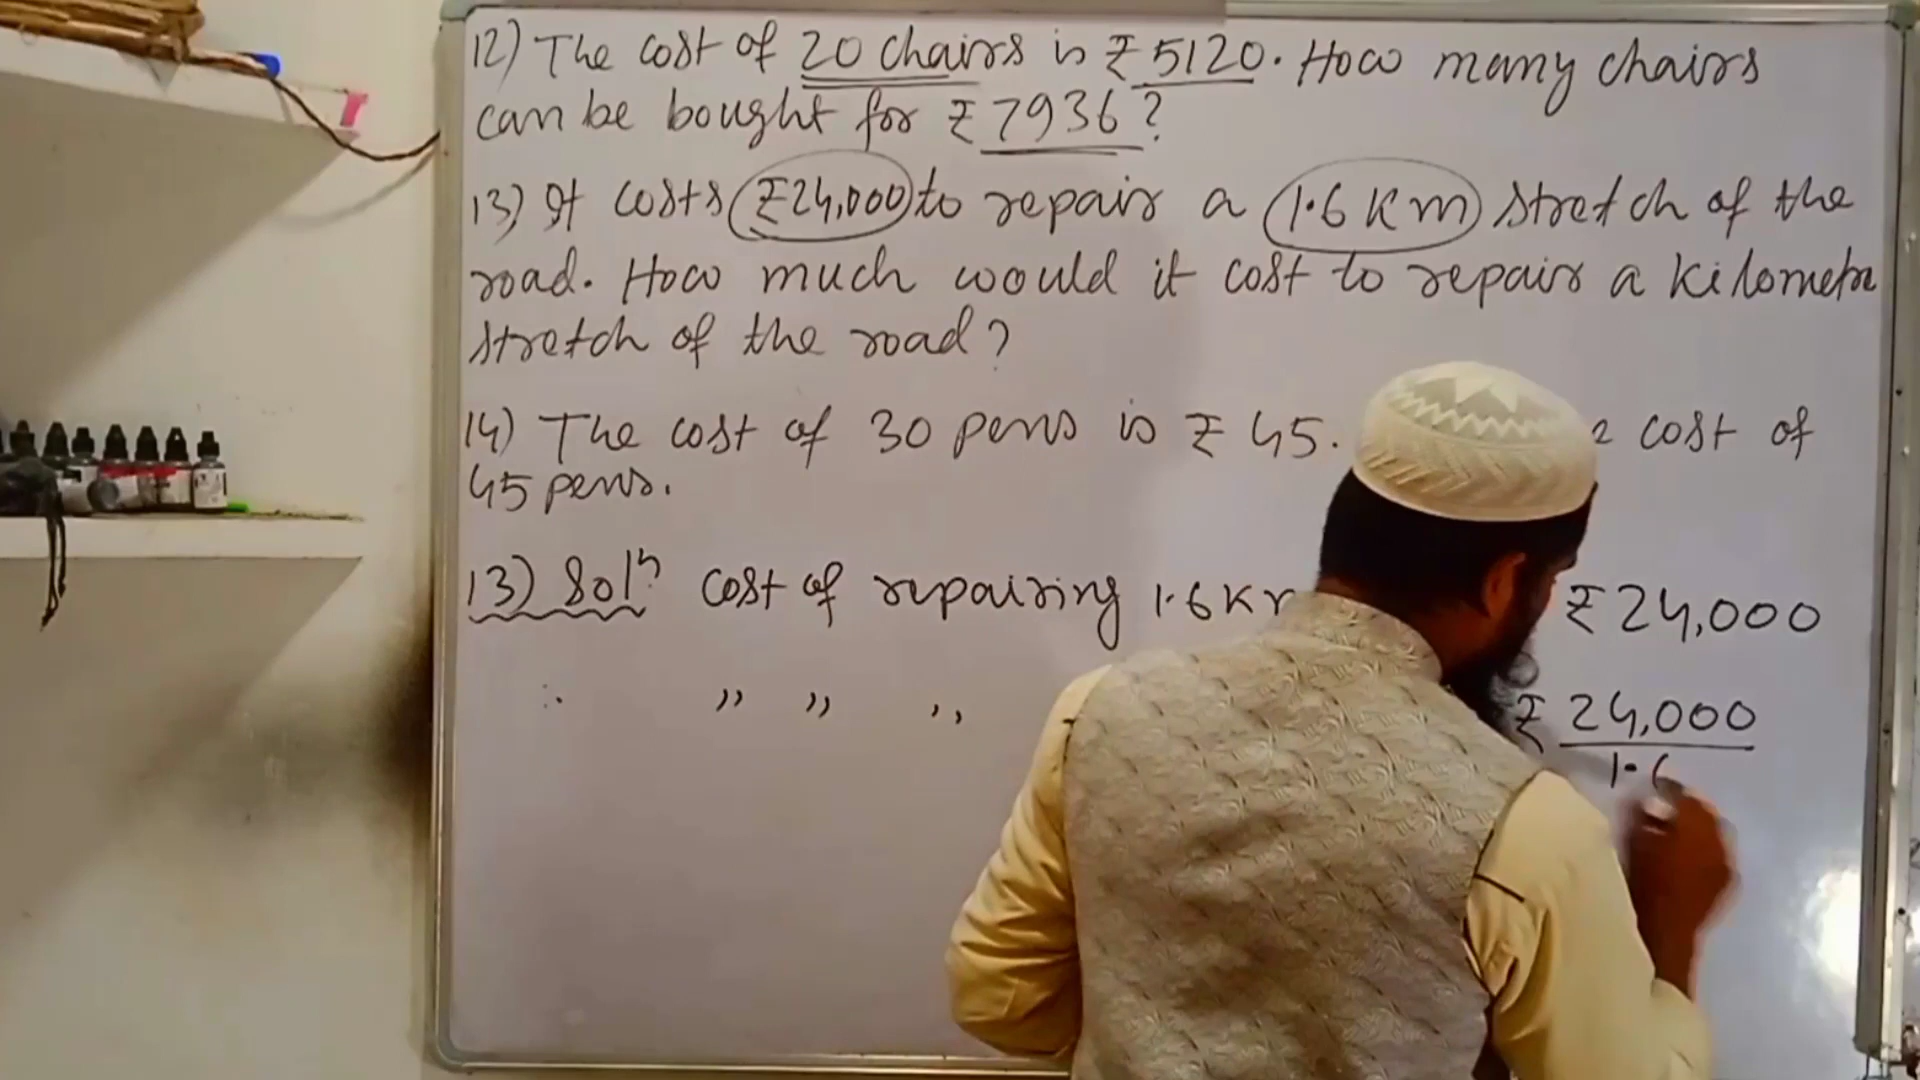 12) The cost of 20 chairs is ₹5120. How many chairs
can be bought for ₹7936?
13) It costs ₹24,000 to repair a 1.6 Km stretch of the
road. How much would it cost to repair a kilometre
stretch of the road?
14) The cost of 30 pens is ₹45. cost of
45 pens.
13) Solⁿ cost of repairing 1.6 K ₹24,000
∴ ,, ,, ,, ₹ 24,000
1.6